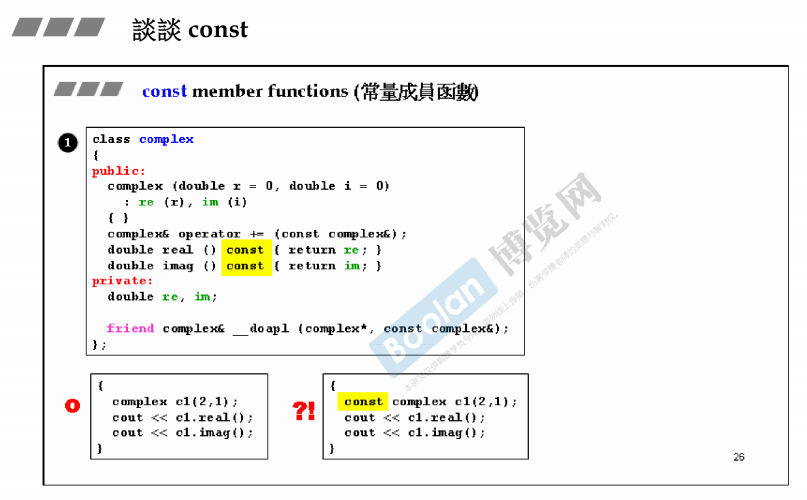 談談 const
const member functions (常量成員函數)
1
class complex
{
public:
complex (double r = 0, double i = 0)
: re (r), im (i)
{ }
complex& operator += (const complex&);
double real () const { return re; }
double imag () const { return im; }
private:
double re, im;
friend complex& __doapl (complex*, const complex&);
};
O
{
complex c1(2,1);
cout << c1.real();
cout << c1.imag();
}
?!
{
const complex c1(2,1);
cout << c1.real();
cout << c1.imag();
}
Boolan 博览网
26